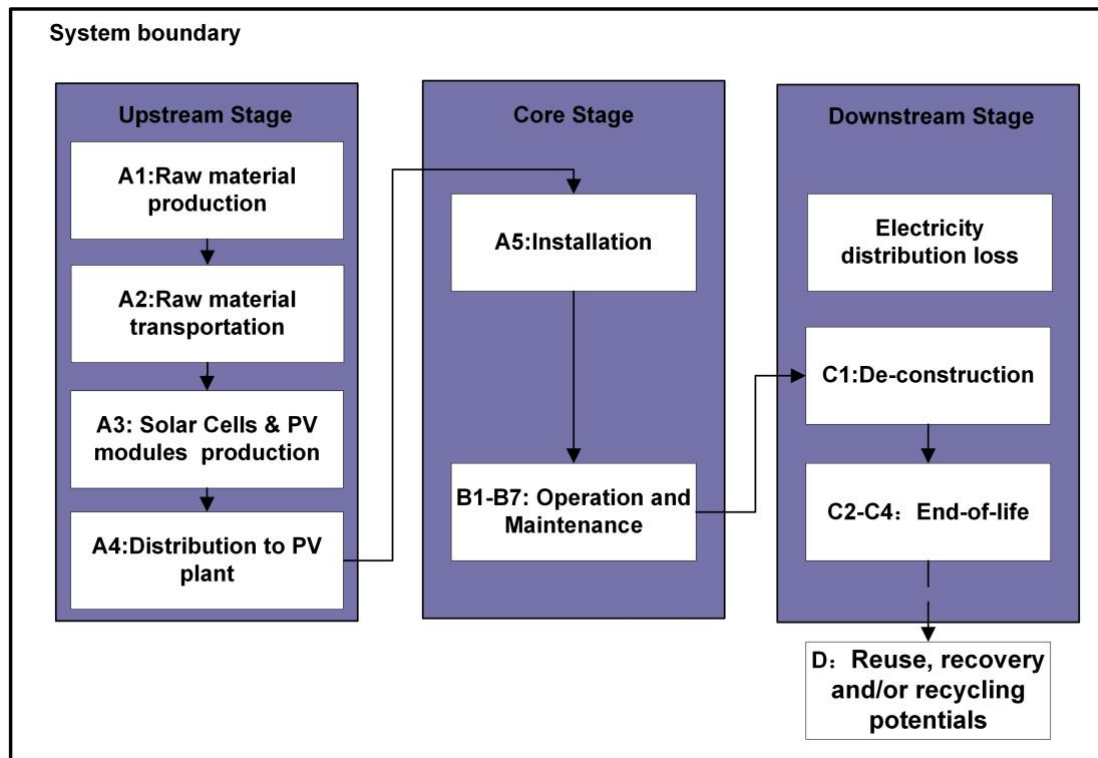 System boundary
Upstream Stage
A1:Raw material
production
A2:Raw material
transportation
A3: Solar Cells & PV
modules  production
A4:Distribution to PV
plant
Core Stage
A5:Installation
B1-B7: Operation and
Maintenance
Downstream Stage
Electricity
distribution loss
C1:De-construction
C2-C4：End-of-life
D：Reuse, recovery
and/or recycling
potentials